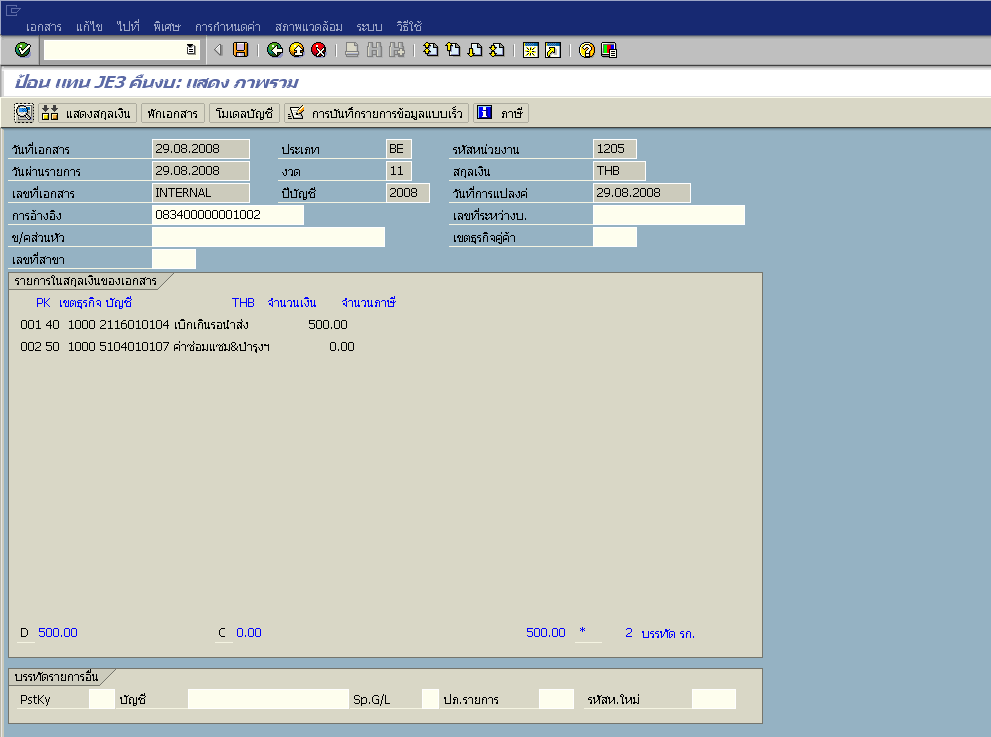 เอกสาร แก้ไข ไปที่ พิเศษ การกำหนดค่า สภาพแวดล้อม ระบบ วิธีใช้
ป้อน แทน JE3 คืนงบ: แสดง ภาพรวม
แสดงสกุลเงิน พักเอกสาร โมเดลบัญชี การบันทึกรายการข้อมูลแบบเร็ว ภาษี
วันที่เอกสาร 29.08.2008 ประเภท BE รหัสหน่วยงาน 1205
วันผ่านรายการ 29.08.2008 งวด 11 สกุลเงิน THB
เลขที่เอกสาร INTERNAL ปีบัญชี 2008 วันที่การแปลงค่ 29.08.2008
การอ้างอิง 083400000001002 เลขที่ระหว่างบ.
ข/คส่วนหัว เขตธุรกิจคู่ค้า
เลขที่สาขา
รายการในสกุลเงินของเอกสาร
PK เขตธุรกิจ บัญชี THB จำนวนเงิน จำนวนภาษี
001 40 1000 2116010104 เบิกเกินรอนำส่ง 500.00
002 50 1000 5104010107 ค่าซ่อมแซม&บำรุงฯ 0.00
D 500.00 C 0.00 500.00 * 2 บรรทัด รก.
บรรทัดรายการอื่น
PstKy บัญชี Sp.G/L ปภ.รายการ รหัสห.ใหม่